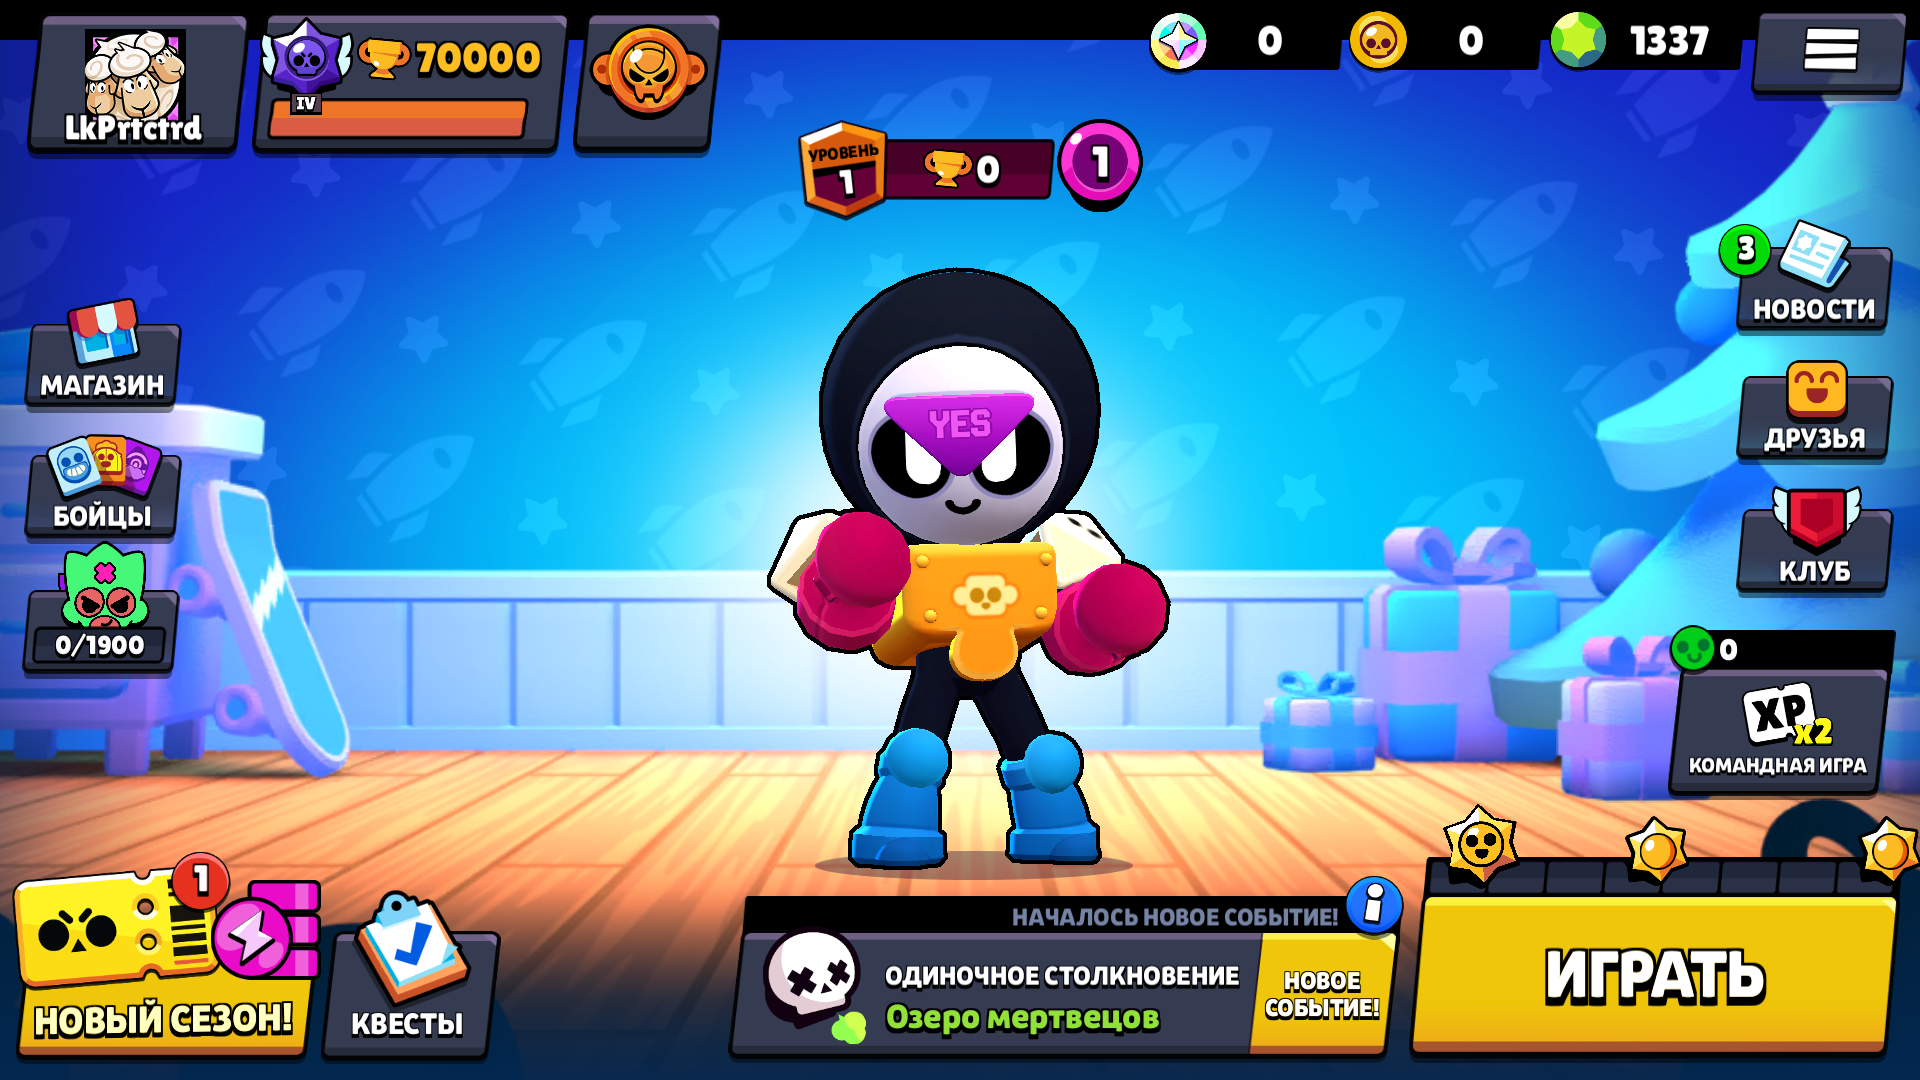 LkPrtctrd
IV
70000
0
0
1337
УРОВЕНЬ
1
0
1
3
НОВОСТИ
МАГАЗИН
YES
ДРУЗЬЯ
БОЙЦЫ
КЛУБ
0/1900
0
XP
x2
КОМАНДНАЯ ИГРА
1
НАЧАЛОСЬ НОВОЕ СОБЫТИЕ!
i
ОДИНОЧНОЕ СТОЛКНОВЕНИЕ
Озеро мертвецов
НОВОЕ
СОБЫТИЕ!
ИГРАТЬ
НОВЫЙ СЕЗОН!
КВЕСТЫ